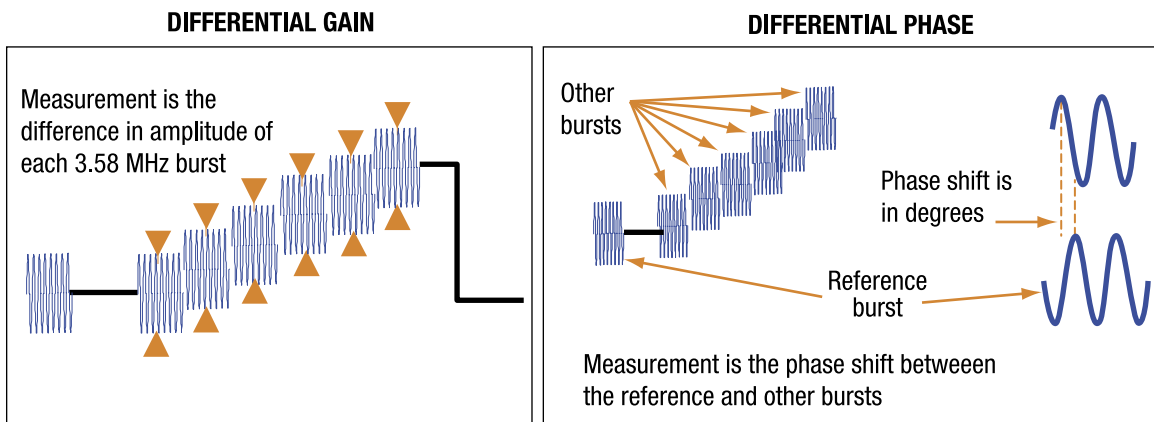 DIFFERENTIAL GAIN
Measurement is the
difference in amplitude of
each 3.58 MHz burst
DIFFERENTIAL PHASE
Other
bursts
Phase shift is
in degrees
Reference
burst
Measurement is the phase shift betweeen
the reference and other bursts